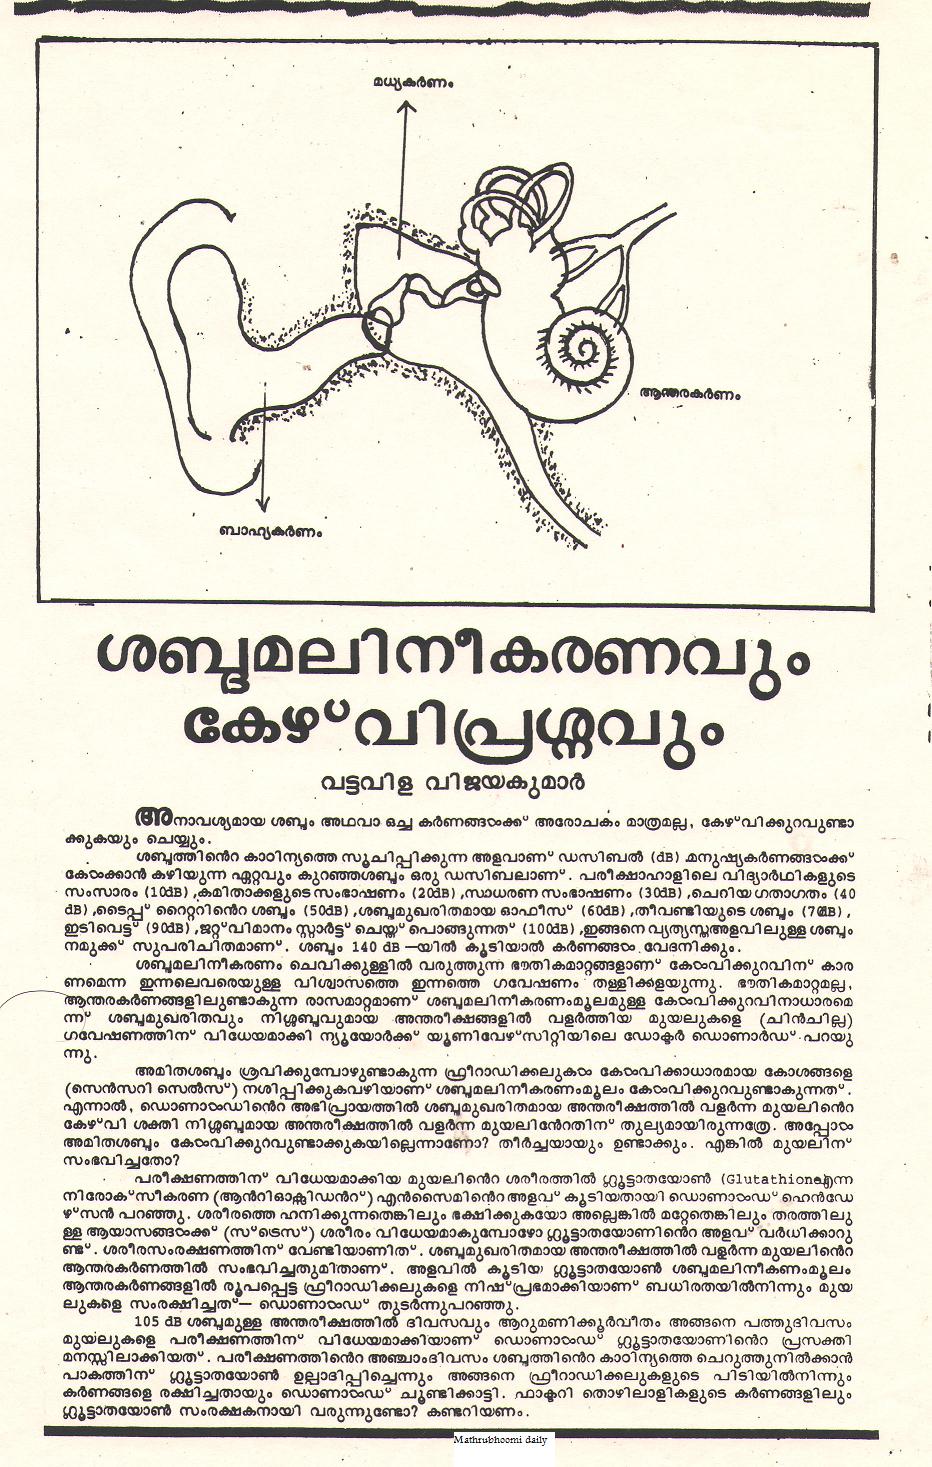 മധ്യകർണം
ആന്തരകർണം
ബാഹ്യകർണം
ശബ്ദമലിനീകരണവും
കേഴ്‌വിപ്രശ്നവും
വട്ടവിള വിജയകുമാർ
അനാവശ്യമായ ശബ്ദം അഥവാ ഒച്ച കർണങ്ങൾക്ക് അരോചകം മാത്രമല്ല, കേഴ്‌വിക്കുറവുണ്ടാ
ക്കുകയും ചെയ്യും.
ശബ്ദത്തിൻെറ കാഠിന്യത്തെ സൂചിപ്പിക്കുന്ന അളവാണ് ഡസിബൽ (dB) .മനുഷ്യകർണങ്ങൾക്ക്
കേൾക്കാൻ കഴിയുന്ന ഏറ്റവും കുറഞ്ഞശബ്ദം ഒരു ഡസിബലാണ്. പരീക്ഷാഹാളിലെ വിദ്യാർഥികളുടെ
സംസാരം (10dB) ,കമിതാക്കളുടെ സംഭാഷണം (20dB) ,സാധരണ സംഭാഷണം (30dB) ,ചെറിയ ഗതാഗതം (40
dB) ,ടൈപ്പ് റൈറ്ററിൻെറ ശബ്ദം (50dB) ,ശബ്ദമുഖരിതമായ ഓഫീസ് (60dB) ,തീവണ്ടിയുടെ ശബ്ദം (70dB) ,
ഇടിവെട്ട് (90dB) ,ജറ്റ്‌വിമാനം സ്റ്റാർട്ട് ചെയ്ത് പൊങ്ങുന്നത് (100dB) ,ഇങ്ങനെ വ്യത്യസ്തഅളവിലുള്ള ശബ്ദം
നമുക്ക് സുപരിചിതമാണ്. ശബ്ദം 140 dB —യിൽ കൂടിയാൽ കർണങ്ങൾ വേദനിക്കും.
ശബ്ദമലിനീകരണം ചെവിക്കുള്ളിൽ വരുത്തുന്ന ഭൗതികമാറ്റങ്ങളാണ് കേൾവിക്കുറവിന് കാര
ണമെന്ന ഇന്നലെവരെയുള്ള വിശ്വാസത്തെ ഇന്നത്തെ ഗവേഷണം തള്ളിക്കളയുന്നു. ഭൗതികമാറ്റമല്ല,
ആന്തരകർണങ്ങളിലുണ്ടാകുന്ന രാസമാറ്റമാണ് ശബ്ദമലിനീകരണംമൂലമുള്ള കേൾവിക്കുറവിനാധാരമെ
ന്ന് ശബ്ദമുഖരിതവും നിശ്ശബ്ദവുമായ അന്തരീക്ഷങ്ങളിൽ വളർത്തിയ മുയലുകളെ (ചിൻചില്ല)
ഗവേഷണത്തിന് വിധേയമാക്കി ന്യൂയോർക്ക് യൂണിവേഴ്‌സിറ്റിയിലെ ഡോക്ടർ ഡൊണാർഡ് പറയു
ന്നു.
അമിതശബ്ദം ശ്രവിക്കുമ്പോഴുണ്ടാകുന്ന ഫ്രീറാഡിക്കലുകൾ കേൾവിക്കാധാരമായ കോശങ്ങളെ
(സെൻസറി സെൽസ്) നശിപ്പിക്കുകവഴിയാണ് ശബ്ദമലിനീകരണംമൂലം കേൾവിക്കുറവുണ്ടാകുന്നത്.
എന്നാൽ, ഡൊണാൾഡിൻെറ അഭിപ്രായത്തിൽ ശബ്ദമുഖരിതമായ അന്തരീക്ഷത്തിൽ വളർന്ന മുയലിൻെറ
കേഴ്‌വി ശക്തി നിശ്ശബ്ദമായ അന്തരീക്ഷത്തിൽ വളർന്ന മുയലിൻേറതിന് തുല്യമായിരുന്നത്രേ. അപ്പോൾ
അമിതശബ്ദം കേൾവിക്കുറവുണ്ടാക്കുകയില്ലെന്നാണോ? തീർച്ചയായും ഉണ്ടാക്കും. എങ്കിൽ മുയലിന്
സംഭവിച്ചതോ?
പരീക്ഷണത്തിന് വിധേയമാക്കിയ മുയലിൻെറ ശരീരത്തിൽ ഗ്ലൂട്ടാതയോൺ (Glutathione)എന്ന
നിരോക്‌സീകരണ (ആൻറിഓക്സിഡൻറ്) എൻസൈമിൻെറ അളവ് കൂടിയതായി ഡൊണാൾഡ് ഹെൻഡേ
ഴ്‌സൻ പറഞ്ഞു. ശരീരത്തെ ഹനിക്കുന്നതെങ്കിലും ഭക്ഷിക്കുകയോ അല്ലെങ്കിൽ മറ്റേതെങ്കിലും തരത്തിലു
ള്ള ആയാസങ്ങൾക്ക് (സ്‌ട്രെസ്) ശരീരം വിധേയമാകുമ്പോഴോ ഗ്ലൂട്ടാതയോണിൻെറ അളവ് വർധിക്കാറു
ണ്ട്. ശരീരസംരക്ഷണത്തിന് വേണ്ടിയാണിത്. ശബ്ദമുഖരിതമായ അന്തരീക്ഷത്തിൽ വളർന്ന മുയലിൻെറ
ആന്തരകർണത്തിൽ സംഭവിച്ചതുമിതാണ്. അളവിൽ കൂടിയ ഗ്ലൂട്ടാതയോൺ ശബ്ദമലിനീകണംമൂലം
ആന്തരകർണങ്ങളിൽ രൂപപ്പെട്ട ഫ്രീറാഡിക്കലുകളെ നിഷ്‌പ്രഭമാക്കിയാണ് ബധിരതയിൽനിന്നും മുയ
ലുകളെ സംരക്ഷിച്ചത്— ഡൊണാൾഡ് തുടർന്നുപറഞ്ഞു.
105 dB ശബ്ദമുള്ള അന്തരീക്ഷത്തിൽ ദിവസവും ആറുമണിക്കൂർവീതം അങ്ങനെ പത്തുദിവസം
മുയലുകളെ പരീക്ഷണത്തിന് വിധേയമാക്കിയാണ് ഡൊണാൾഡ് ഗ്ലൂട്ടാതയോണിൻെറ പ്രസക്തി
മനസ്സിലാക്കിയത്. പരീക്ഷണത്തിൻെറ അഞ്ചാംദിവസം ശബ്ദത്തിൻെറ കാഠിന്യത്തെ ചെറുത്തുനിൽക്കാൻ
പാകത്തിന് ഗ്ലൂട്ടാതയോൺ ഉല്പാദിപ്പിച്ചെന്നും അങ്ങനെ ഫ്രീറാഡിക്കലുകളുടെ പിടിയിൽനിന്നും
കർണങ്ങളെ രക്ഷിച്ചതായും ഡൊണാൾഡ് ചൂണ്ടിക്കാട്ടി. ഫാക്ടറി തൊഴിലാളികളുടെ കർണങ്ങളിലും
ഗ്ലൂട്ടാതയോൺ സംരക്ഷകനായി വരുന്നുണ്ടോ? കണ്ടറിയണം.
Mathrubhoomi daily